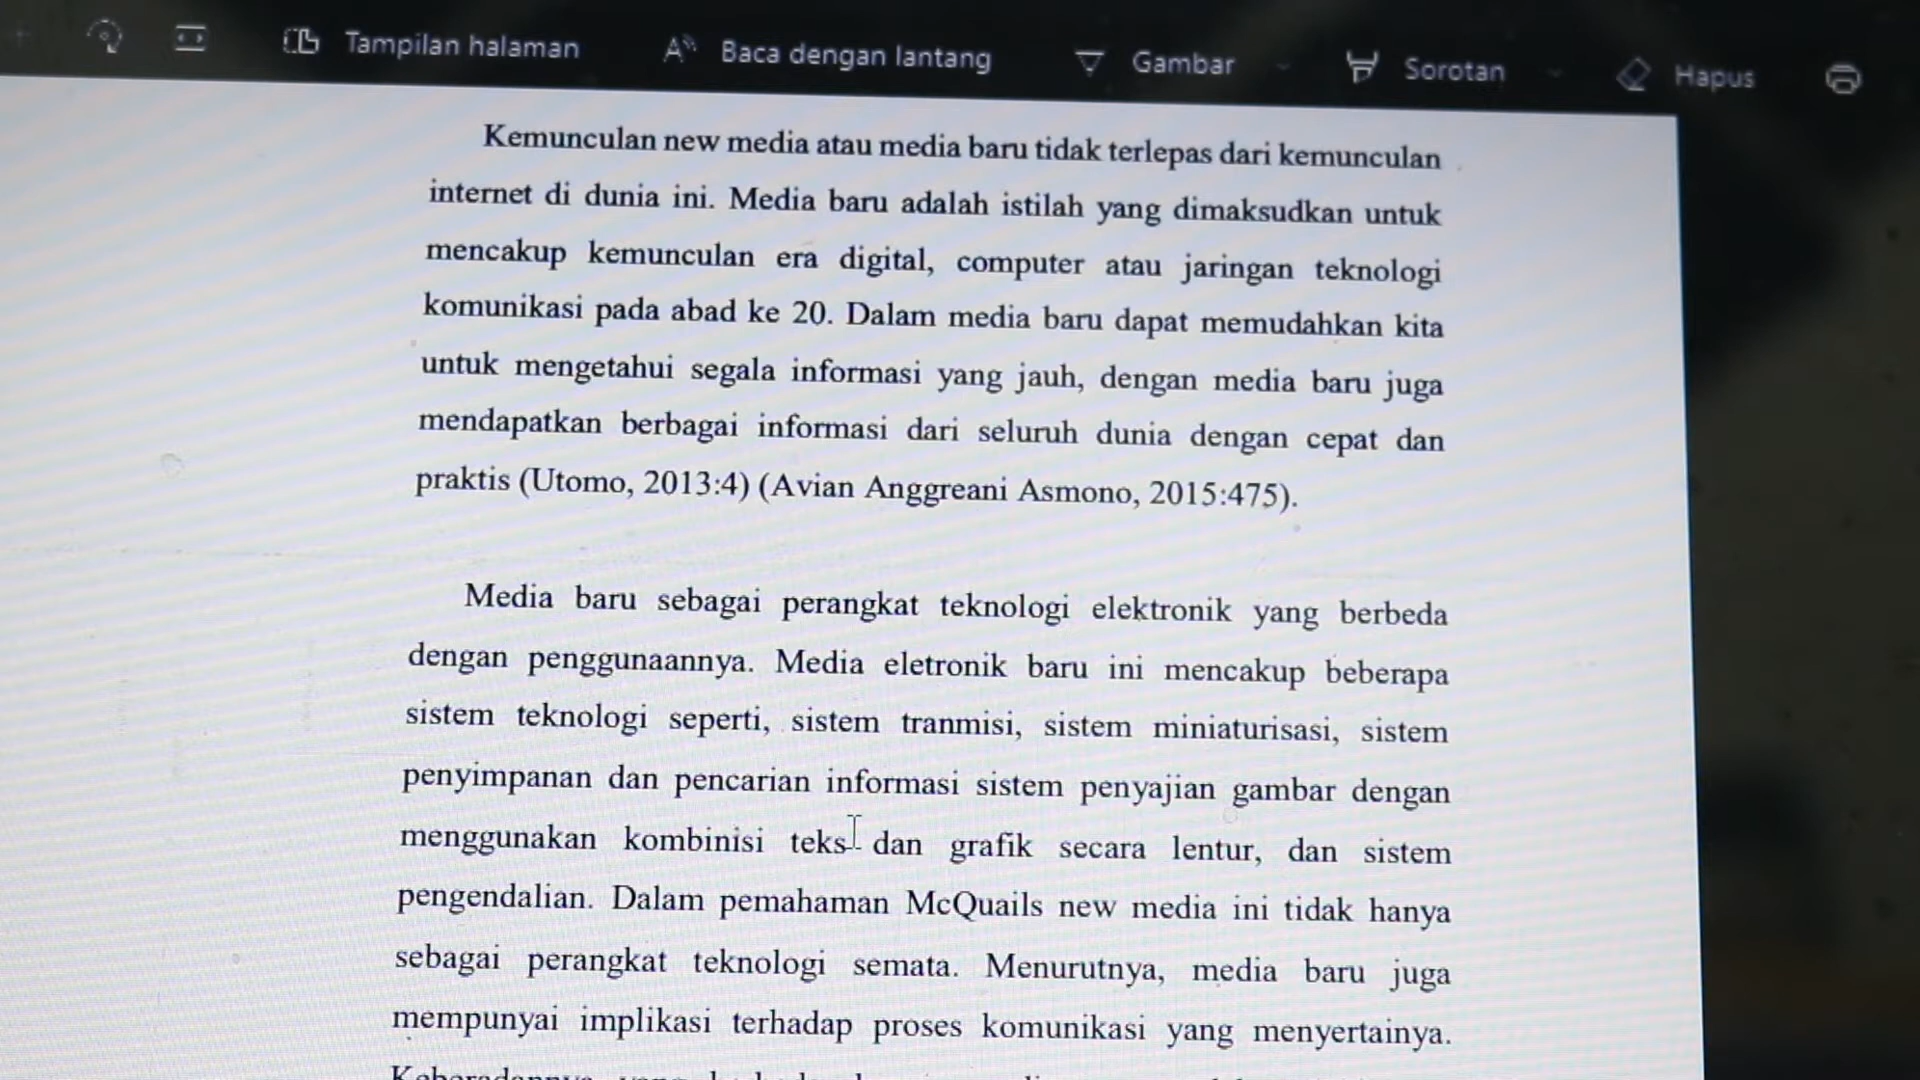 Tampilan halaman Baca dengan lantang Gambar Sorotan Hapus
Kemunculan new media atau media baru tidak terlepas dari kemunculan
internet di dunia ini. Media baru adalah istilah yang dimaksudkan untuk
mencakup kemunculan era digital, computer atau jaringan teknologi
komunikasi pada abad ke 20. Dalam media baru dapat memudahkan kita
untuk mengetahui segala informasi yang jauh, dengan media baru juga
mendapatkan berbagai informasi dari seluruh dunia dengan cepat dan
praktis (Utomo, 2013:4) (Avian Anggreani Asmono, 2015:475).
Media baru sebagai perangkat teknologi elektronik yang berbeda
dengan penggunaannya. Media eletronik baru ini mencakup beberapa
sistem teknologi seperti, sistem tranmisi, sistem miniaturisasi, sistem
penyimpanan dan pencarian informasi sistem penyajian gambar dengan
menggunakan kombinisi teks dan grafik secara lentur, dan sistem
pengendalian. Dalam pemahaman McQuails new media ini tidak hanya
sebagai perangkat teknologi semata. Menurutnya, media baru juga
mempunyai implikasi terhadap proses komunikasi yang menyertainya.